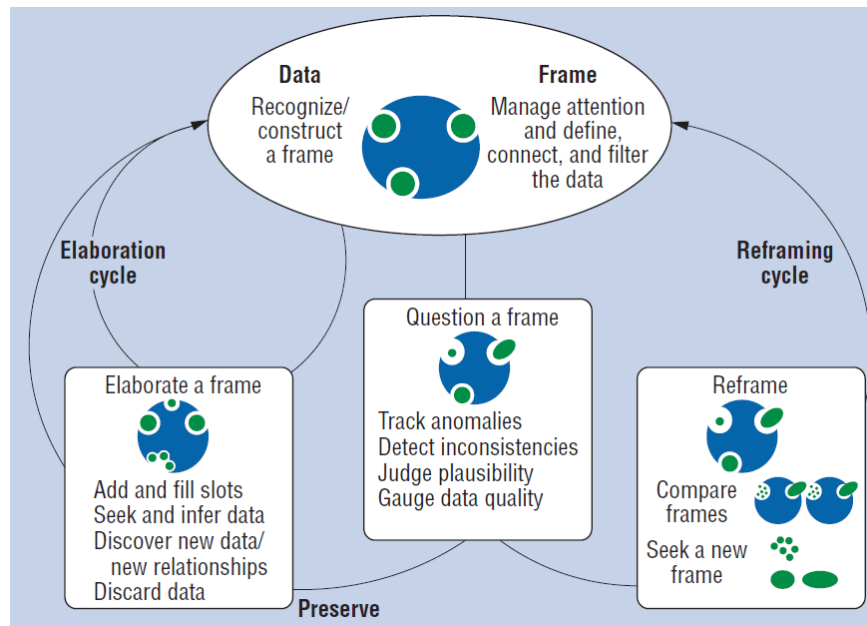 Data
Recognize/
construct
a frame
Frame
Manage attention
and define,
connect, and filter
the data
Elaboration
cycle
Reframing
cycle
Elaborate a frame
Add and fill slots
Seek and infer data
Discover new data/
new relationships
Discard data
Question a frame
Track anomalies
Detect inconsistencies
Judge plausibility
Gauge data quality
Reframe
Compare
frames
Seek a new
frame
Preserve